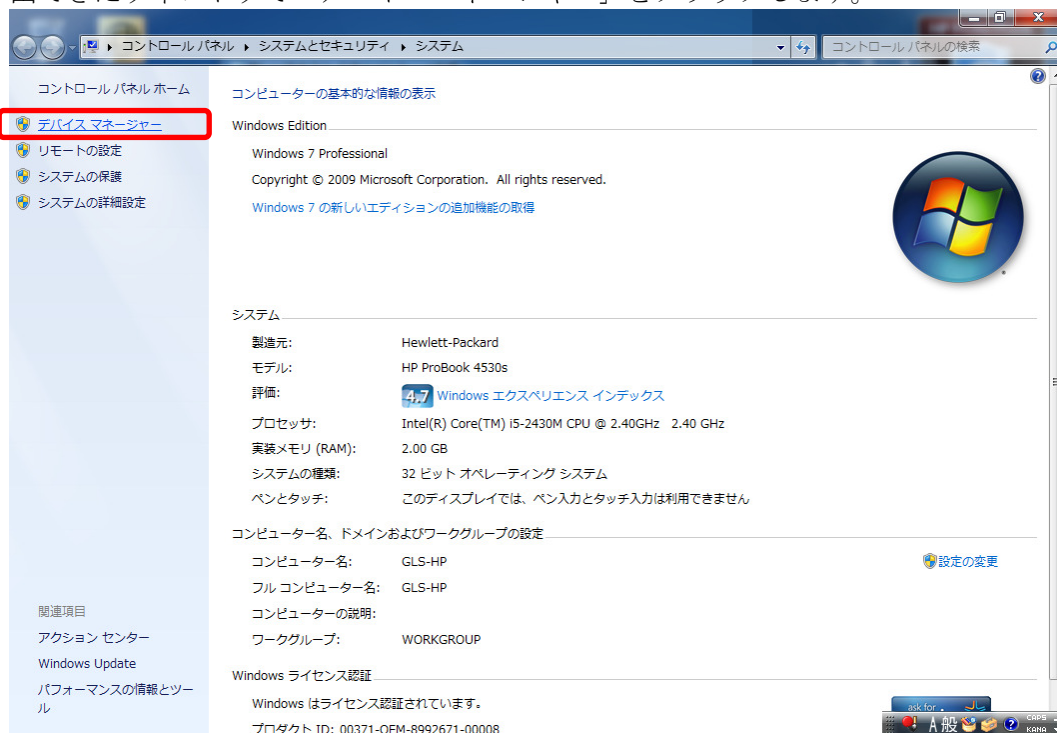 コントロール パネル ▸ システムとセキュリティ ▸ システム
コントロール パネルの検索
コントロール パネル ホーム
デバイス マネージャー
リモートの設定
システムの保護
システムの詳細設定
コンピューターの基本的な情報の表示
Windows Edition
Windows 7 Professional
Copyright © 2009 Microsoft Corporation. All rights reserved.
Windows 7 の新しいエディションの追加機能の取得
システム
製造元: Hewlett-Packard
モデル: HP ProBook 4530s
評価: 4.7 Windows エクスペリエンス インデックス
プロセッサ: Intel(R) Core(TM) i5-2430M CPU @ 2.40GHz 2.40 GHz
実装メモリ (RAM): 2.00 GB
システムの種類: 32 ビット オペレーティング システム
ペンとタッチ: このディスプレイでは、ペン入力とタッチ入力は利用できません
コンピューター名、ドメインおよびワークグループの設定
コンピューター名: GLS-HP
設定の変更
フル コンピューター名: GLS-HP
コンピューターの説明:
ワークグループ: WORKGROUP
Windows ライセンス認証
Windows はライセンス認証されています。
プロダクト ID: 00371-OEM-8992671-00008
関連項目
アクション センター
Windows Update
パフォーマンスの情報とツー
ル
ask for
A 般
CAPS
KANA